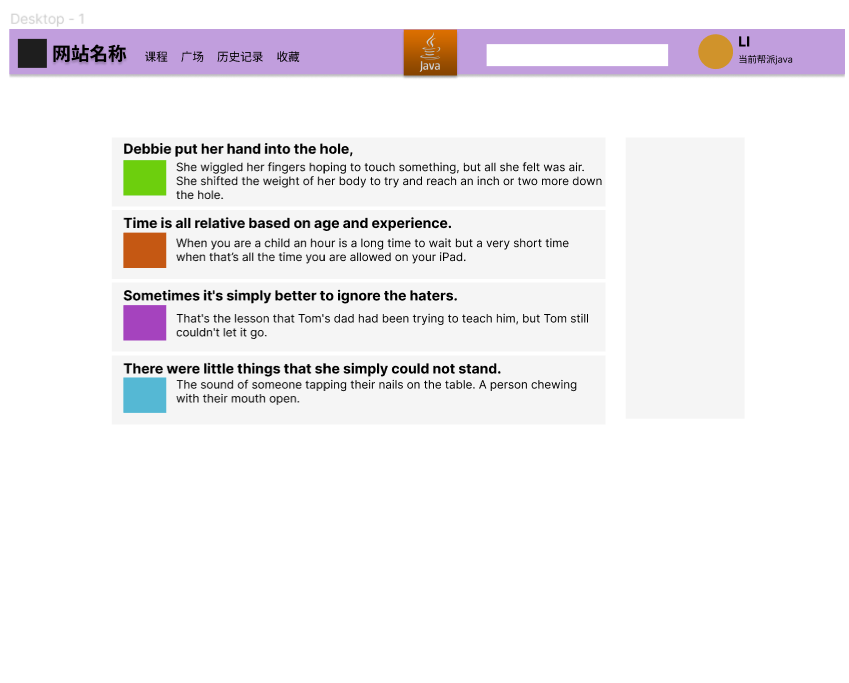 Desktop - 1
网站名称
课程 广场 历史记录 收藏
Java
LI
当前帮派java
Debbie put her hand into the hole,
She wiggled her fingers hoping to touch something, but all she felt was air.
She shifted the weight of her body to try and reach an inch or two more down
the hole.
Time is all relative based on age and experience.
When you are a child an hour is a long time to wait but a very short time
when that’s all the time you are allowed on your iPad.
Sometimes it's simply better to ignore the haters.
That's the lesson that Tom's dad had been trying to teach him, but Tom still
couldn't let it go.
There were little things that she simply could not stand.
The sound of someone tapping their nails on the table. A person chewing
with their mouth open.